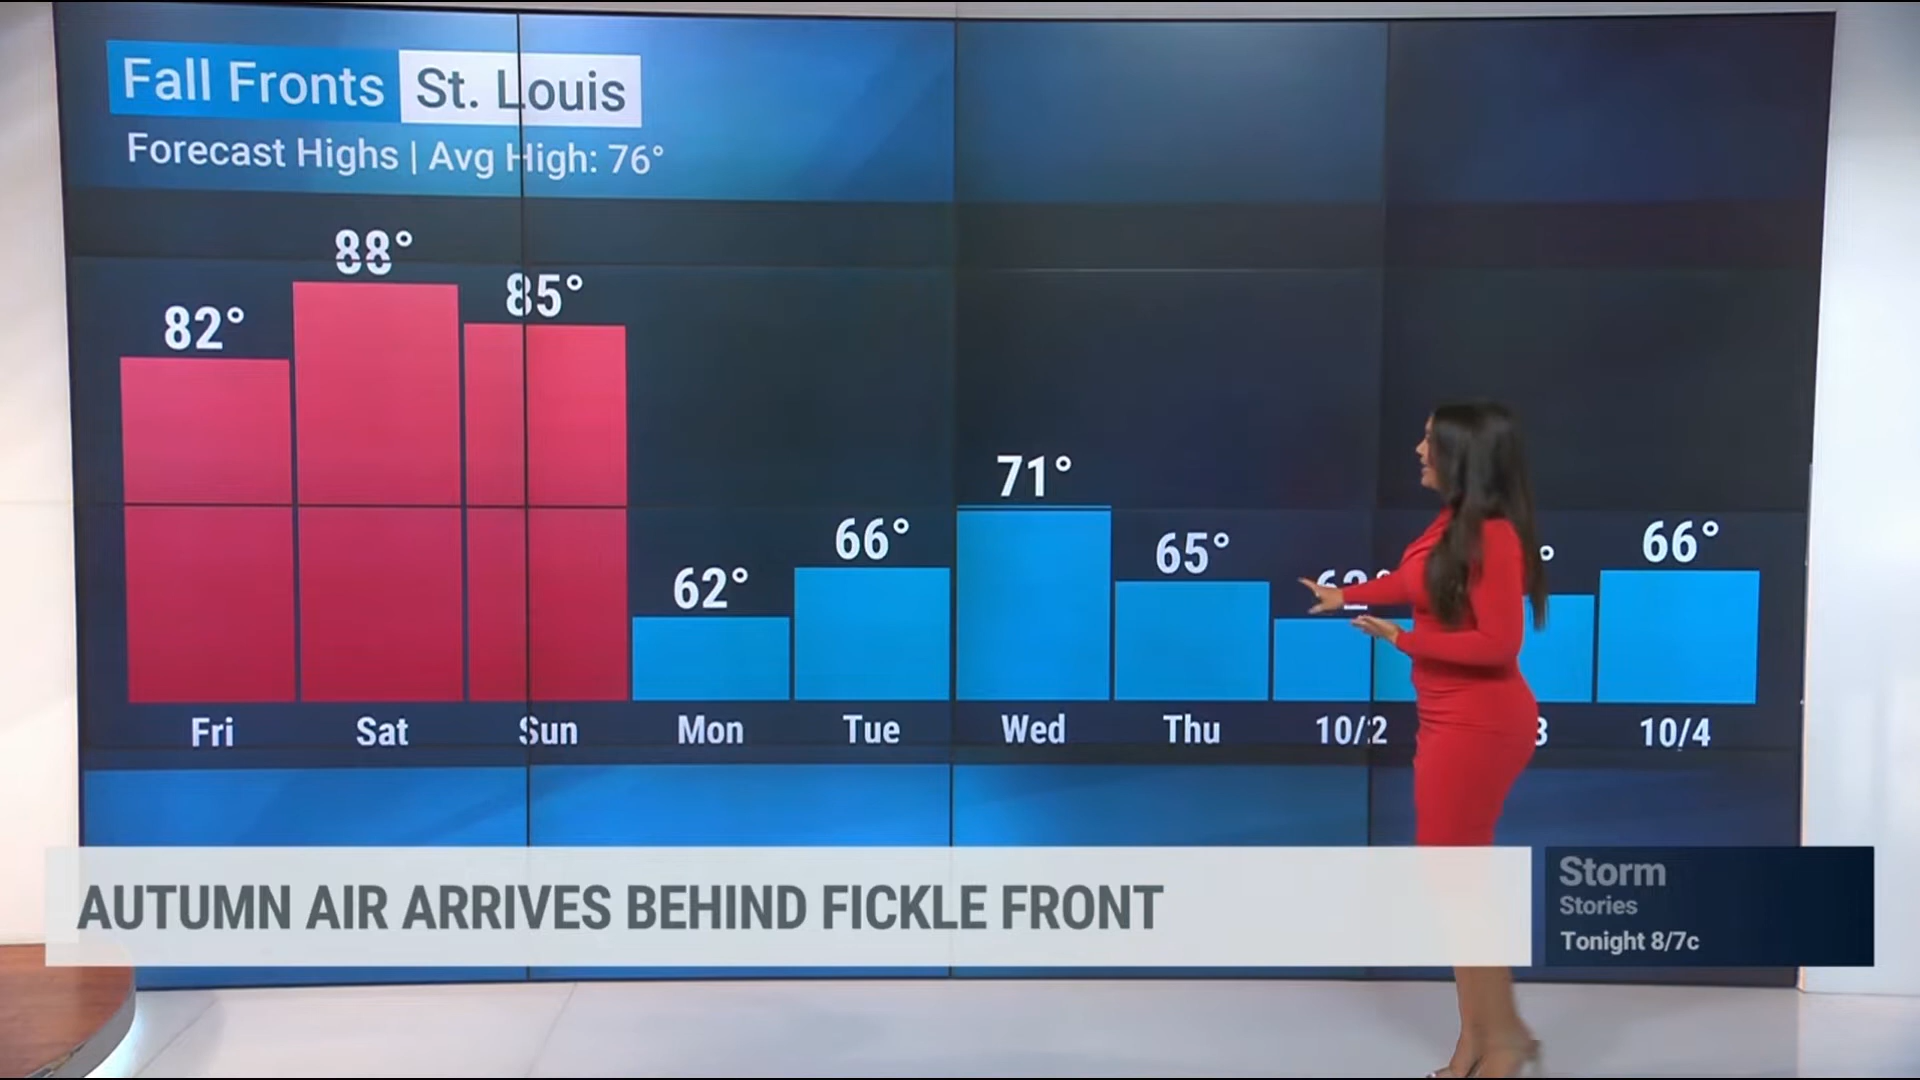 Fall Fronts St. Louis
Forecast Highs | Avg High: 76°
88°
85°
82°
71°
66°
66°
65°
62°
Fri Sat Sun Mon Tue Wed Thu 10/2 3 10/4
AUTUMN AIR ARRIVES BEHIND FICKLE FRONT
Storm
Stories
Tonight 8/7c